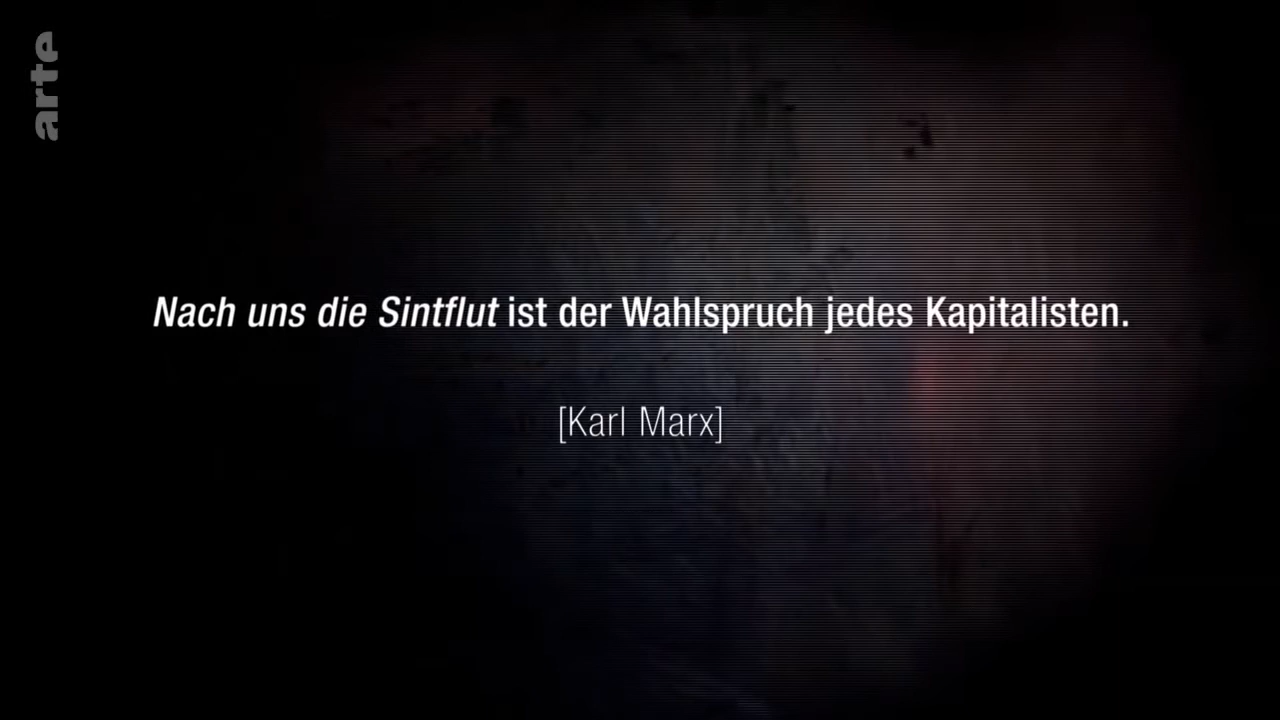 arte
Nach uns die Sintflut ist der Wahlspruch jedes Kapitalisten.
[Karl Marx]